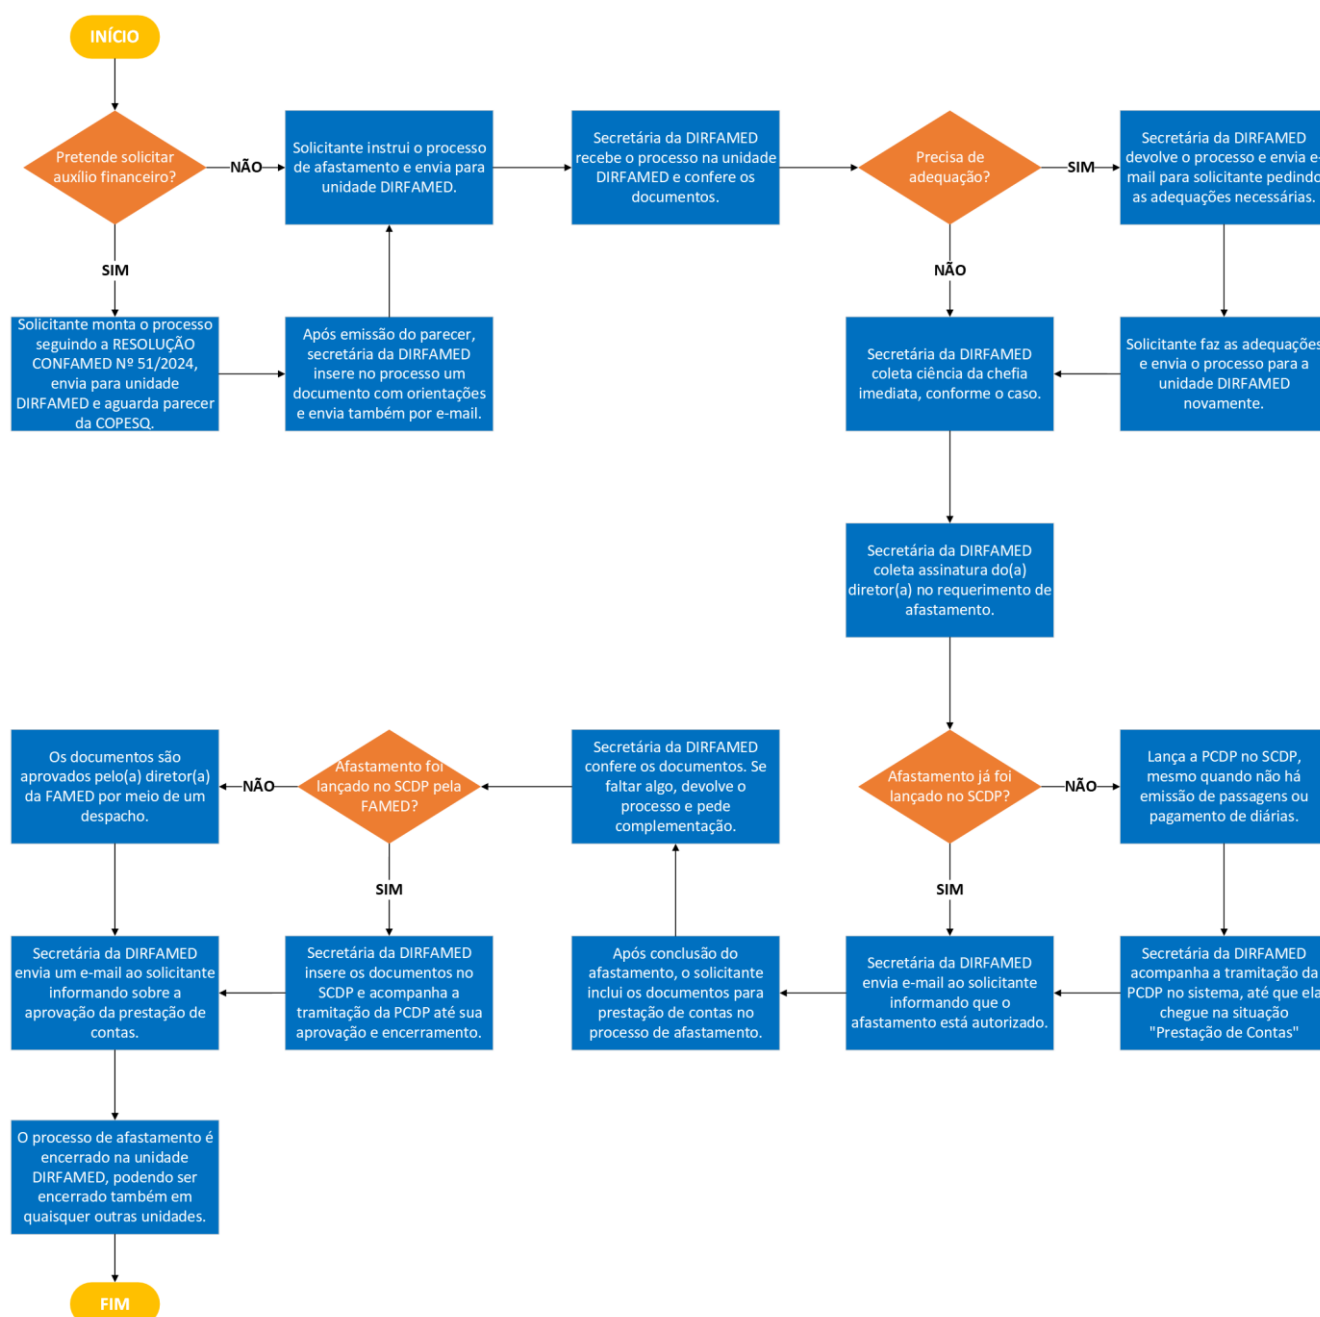 INÍCIO
Pretende solicitar
auxílio financeiro?
NÃO
SIM
Solicitante instrui o processo
de afastamento e envia para
unidade DIRFAMED.
Secretária da DIRFAMED
recebe o processo na unidade
DIRFAMED e confere os
documentos.
Precisa de
adequação?
SIM
NÃO
Secretária da DIRFAMED
devolve o processo e envia e-
mail para solicitante pedindo
as adequações necessárias.
Solicitante monta o processo
seguindo a RESOLUÇÃO
CONFAMED Nº 51/2024,
envia para unidade
DIRFAMED e aguarda parecer
da COPESQ.
Após emissão do parecer,
secretária da DIRFAMED
insere no processo um
documento com orientações
e envia também por e-mail.
Secretária da DIRFAMED
coleta ciência da chefia
imediata, conforme o caso.
Solicitante faz as adequações
e envia o processo para a
unidade DIRFAMED
novamente.
Secretária da DIRFAMED
coleta assinatura do(a)
diretor(a) no requerimento de
afastamento.
Os documentos são
aprovados pelo(a) diretor(a)
da FAMED por meio de um
despacho.
NÃO
Afastamento foi
lançado no SCDP pela
FAMED?
SIM
Secretária da DIRFAMED
confere os documentos. Se
faltar algo, devolve o
processo e pede
complementação.
Afastamento já foi
lançado no SCDP?
NÃO
SIM
Lança a PCDP no SCDP,
mesmo quando não há
emissão de passagens ou
pagamento de diárias.
Secretária da DIRFAMED
envia um e-mail ao solicitante
informando sobre a
aprovação da prestação de
contas.
Secretária da DIRFAMED
insere os documentos no
SCDP e acompanha a
tramitação da PCDP até sua
aprovação e encerramento.
Após conclusão do
afastamento, o solicitante
inclui os documentos para
prestação de contas no
processo de afastamento.
Secretária da DIRFAMED
envia e-mail ao solicitante
informando que o
afastamento está autorizado.
Secretária da DIRFAMED
acompanha a tramitação da
PCDP no sistema, até que ela
chegue na situação
"Prestação de Contas"
O processo de afastamento é
encerrado na unidade
DIRFAMED, podendo ser
encerrado também em
quaisquer outras unidades.
FIM